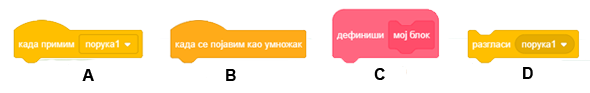 када примим порука1
када се појавим као умножак
дефиниши мој блок
разгласи порука1
A B C D